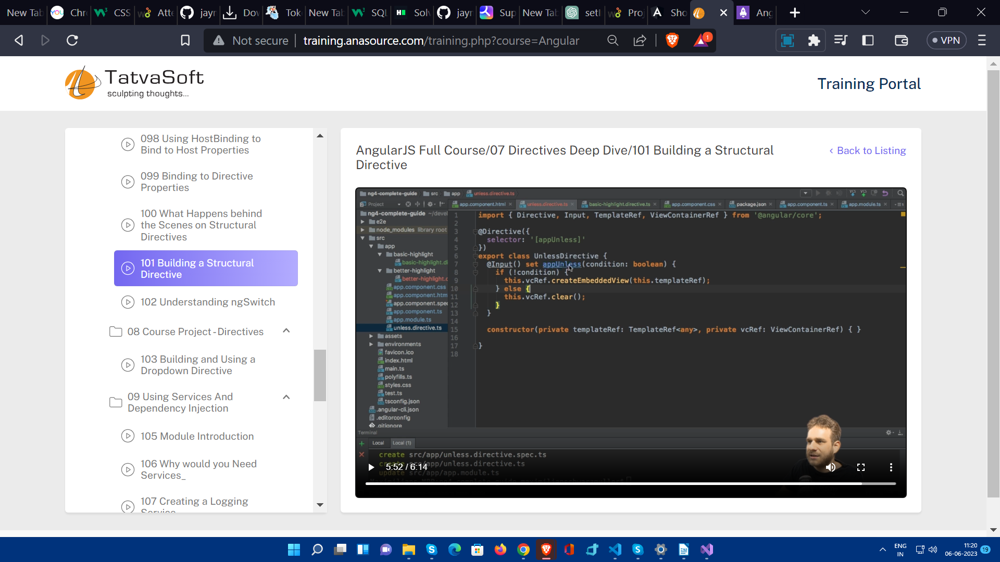 New Tab Chr CSS Atte jayr Dov Tok New Tab SQL Solv jayr Sup New Tab setI Proj Sho Ang
Not secure training.anasource.com/training.php?course=Angular 1 VPN
TatvaSoft
sculpting thoughts...
Training Portal
098 Using HostBinding to
Bind to Host Properties
099 Binding to Directive
Properties
100 What Happens behind
the Scenes on Structural
Directives
101 Building a Structural
Directive
102 Understanding ngSwitch
08 Course Project - Directives
103 Building and Using a
Dropdown Directive
09 Using Services And
Dependency Injection
105 Module Introduction
106 Why would you Need
Services_
107 Creating a Logging
Service
AngularJS Full Course/07 Directives Deep Dive/101 Building a Structural
Directive
‹ Back to Listing
ng4-complete-guide src app unless.directive.ts
Project
app.component.html unless.directive.ts basic-highlight.directive.ts app.component.css package.json app.component.ts app.module.ts
ng4-complete-guide ~/devel
e2e
node_modules library root
src
app
basic-highlight
basic-highlight.di
better-highlight
better-highlight.c
app.component.css
app.component.htm
app.component.spec
app.component.ts
app.module.ts
unless.directive.ts
assets
environments
favicon.ico
index.html
main.ts
polyfills.ts
styles.css
test.ts
tsconfig.json
.angular-cli.json
.editorconfig
.gitignore
1 import { Directive, Input, TemplateRef, ViewContainerRef } from '@angular/core';
2
3 @Directive({
4 selector: '[appUnless]'
5 })
6 export class UnlessDirective {
7 @Input() set appUnless(condition: boolean) {
8 if (!condition) {
9 this.vcRef.createEmbeddedView(this.templateRef);
10 } else {
11 this.vcRef.clear();
12 }
13 }
14
15 constructor(private templateRef: TemplateRef<any>, private vcRef: ViewContainerRef) { }
16
17 }
18
Terminal
Local Local (1)
create src/app/unless.directive.spec.ts
create src/app/unless.directive.ts
update src/app/app.module.ts
5:52 / 6:14
ENG
IN
11:20
06-06-2023
19